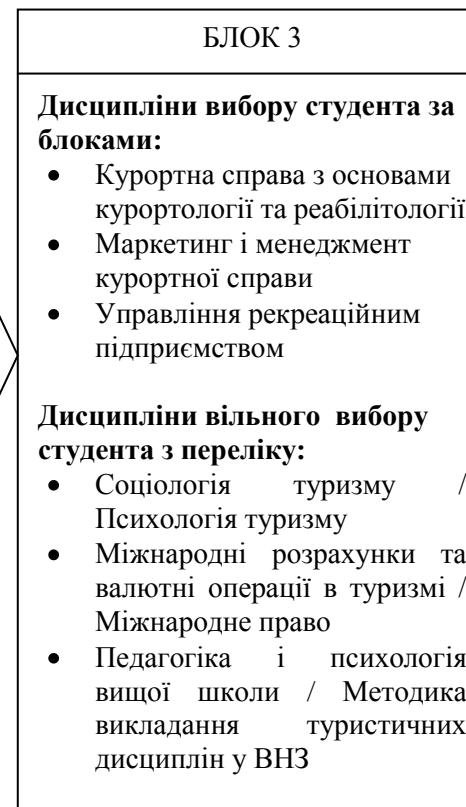 БЛОК 3
Дисципліни вибору студента за
блоками:
• Курортна справа з основами
курортології та реабілітології
• Маркетинг і менеджмент
курортної справи
• Управління рекреаційним
підприємством
Дисципліни вільного вибору
студента з переліку:
• Соціологія туризму /
Психологія туризму
• Міжнародні розрахунки та
валютні операції в туризмі /
Міжнародне право
• Педагогіка і психологія
вищої школи / Методика
викладання туристичних
дисциплін у ВНЗ